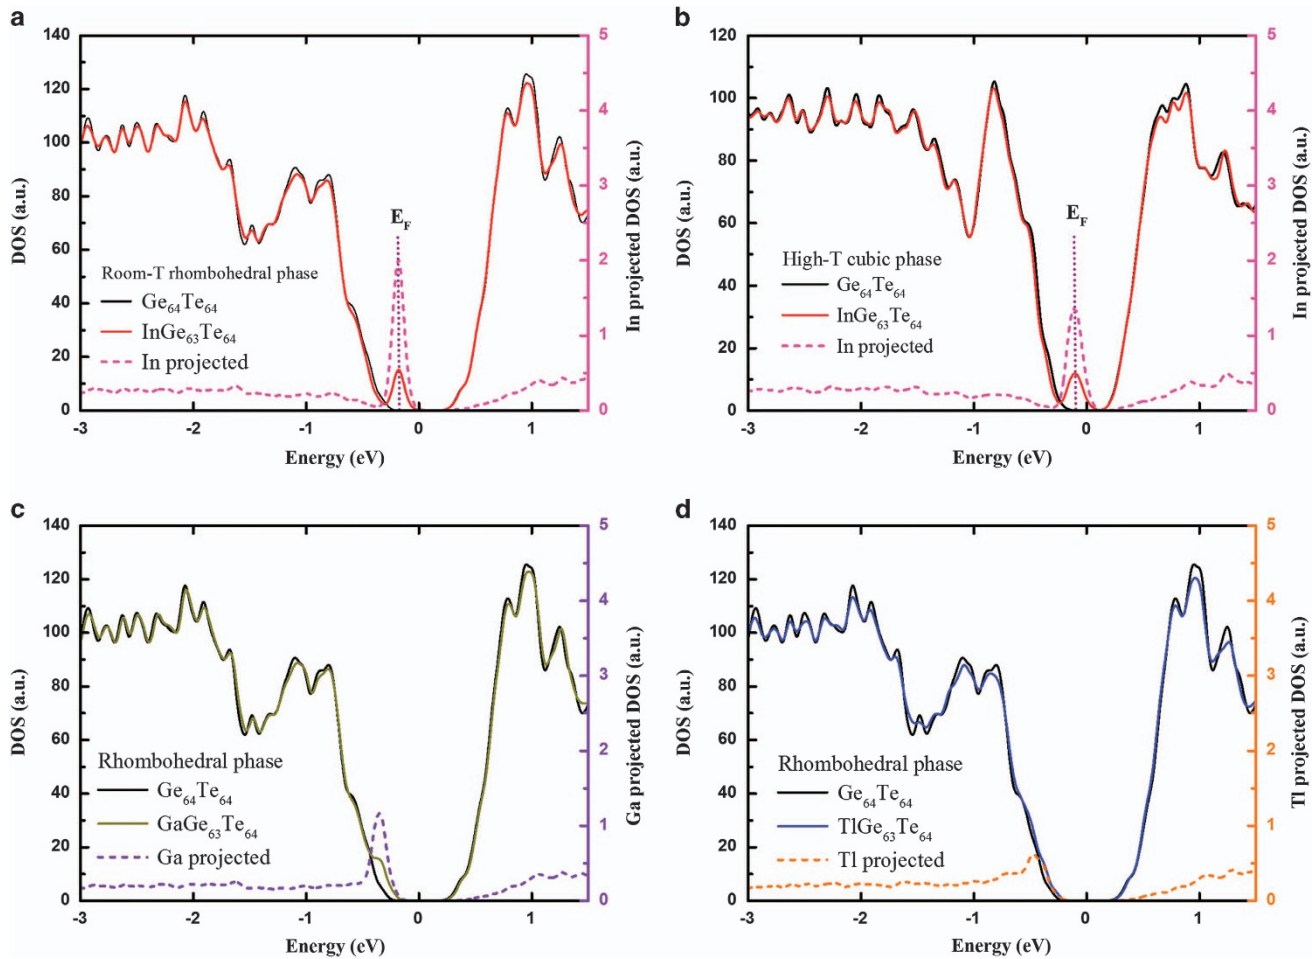 a
140
120
100
80
60
40
20
0
DOS (a.u.)
5
4
3
2
1
0
In projected DOS (a.u.)
E_F
Room-T rhombohedral phase
Ge₆₄Te₆₄
InGe₆₃Te₆₄
In projected
-3 -2 -1 0 1
Energy (eV)
b
120
100
80
60
40
20
0
DOS (a.u.)
5
4
3
2
1
0
In projected DOS (a.u.)
E_F
High-T cubic phase
Ge₆₄Te₆₄
InGe₆₃Te₆₄
In projected
-3 -2 -1 0 1
Energy (eV)
c
140
120
100
80
60
40
20
0
DOS (a.u.)
5
4
3
2
1
0
Ga projected DOS (a.u.)
Rhombohedral phase
Ge₆₄Te₆₄
GaGe₆₃Te₆₄
Ga projected
-3 -2 -1 0 1
Energy (eV)
d
140
120
100
80
60
40
20
0
DOS (a.u.)
5
4
3
2
1
0
Tl projected DOS (a.u.)
Rhombohedral phase
Ge₆₄Te₆₄
TlGe₆₃Te₆₄
Tl projected
-3 -2 -1 0 1
Energy (eV)